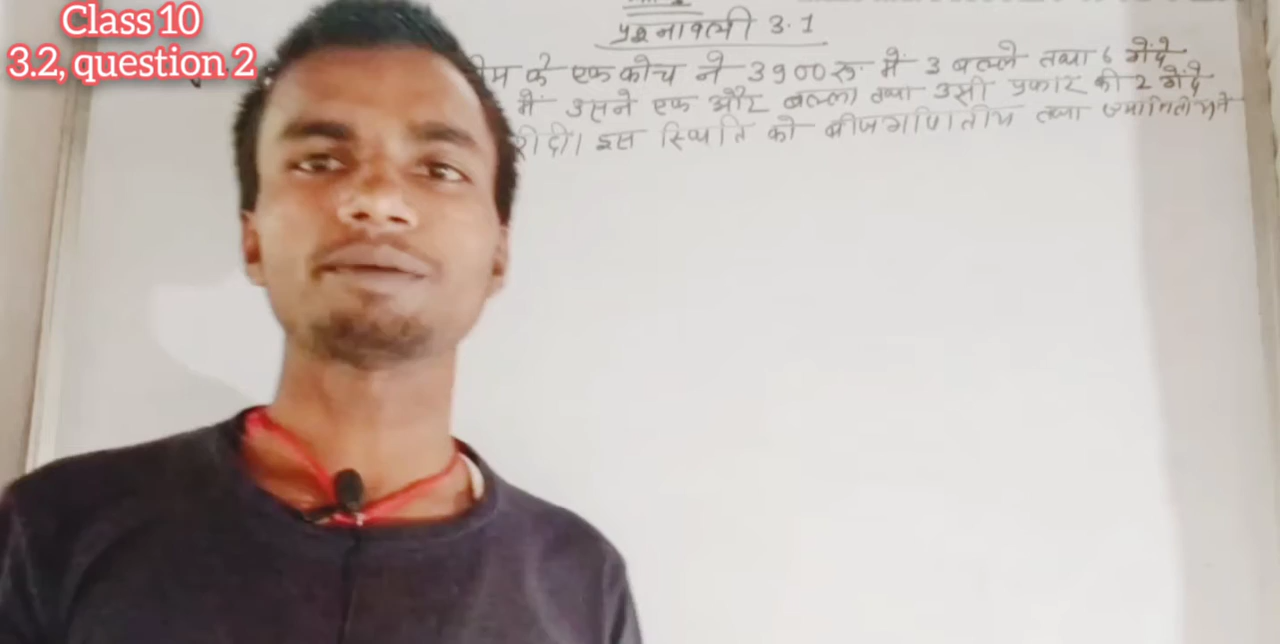 Class 10
3.2, question 2
प्रश्नावली 3.1
के एक कोच ने 3900 रु॰ में 3 बल्ले तथा 6 गेंदे
में उसने एक और बल्ला तथा उसी प्रकार की 2 गेंदे
दी। इस स्थिति को बीजगणितीय तथा